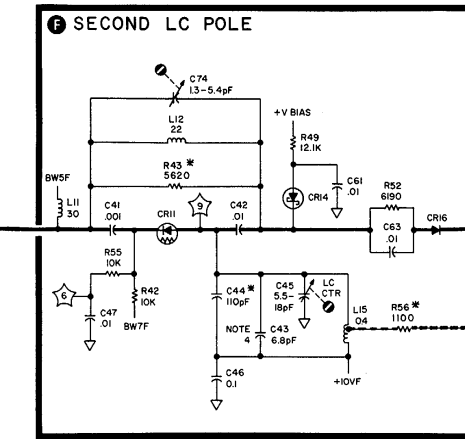 F SECOND LC POLE
C74
1.3-5.4pF
L12
22
R43 *
5620
+V BIAS
R49
12.1K
BW5F
L11
30
C41
.001
CR11
9
C42
.01
CR14
C61
.01
R52
6190
C63
.01
CR16
R55
10K
6
C47
.01
R42
10K
BW7F
C44 *
110pF
NOTE
4
C43
6.8pF
C45
5.5-
18pF
LC
CTR
L15
04
R56 *
1100
C46
0.1
+10VF